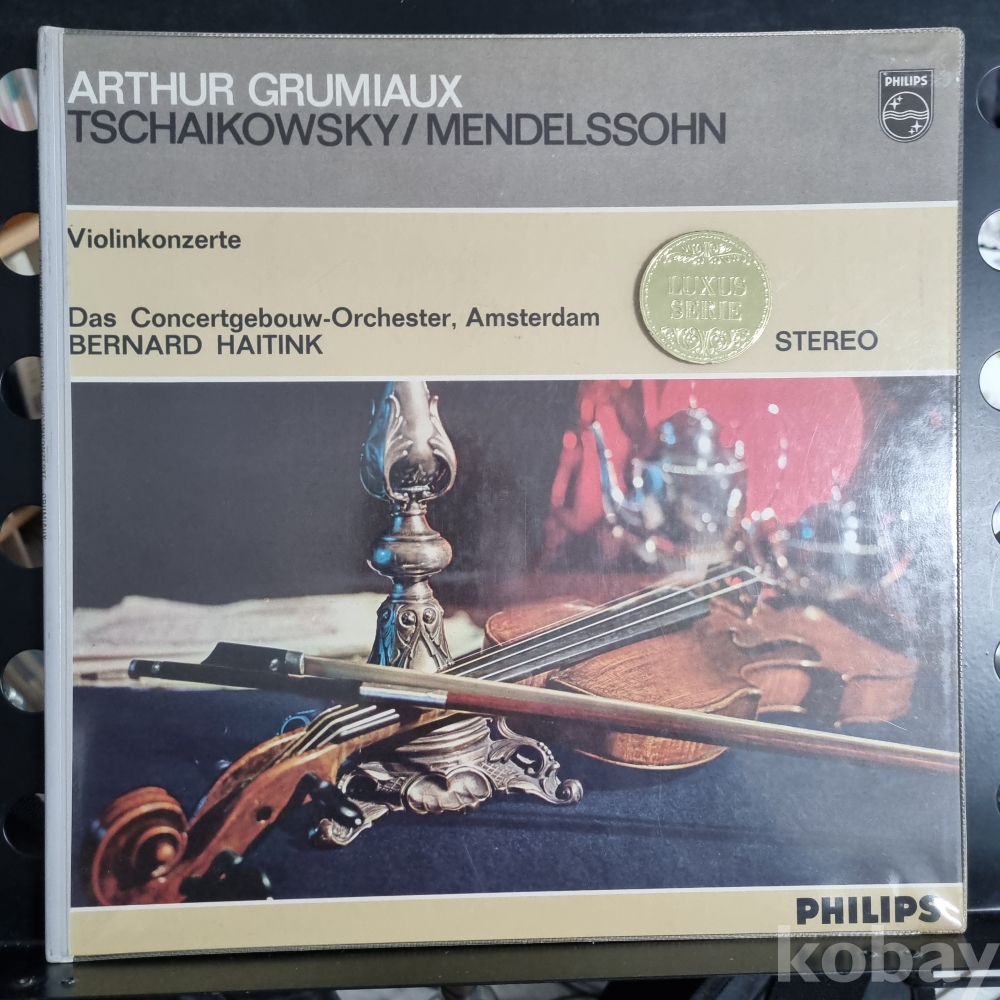 ARTHUR GRUMIAUX
TSCHAIKOWSKY/MENDELSSOHN
PHILIPS
Violinkonzerte
LUXUS
SERIE
Das Concertgebouw-Orchester, Amsterdam
BERNARD HAITINK
STEREO
PHILIPS
kobay